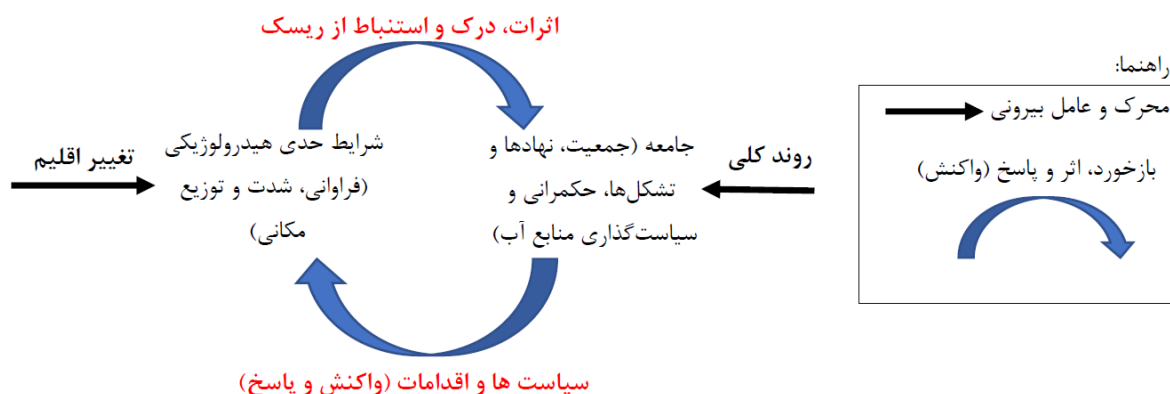 اثرات، درک و استنباط از ریسک
راهنما:
محرک و عامل بیرونی
بازخورد، اثر و پاسخ (واکنش)
روند کلی
جامعه (جمعیت، نهادها و
تشکل‌ها، حکمرانی و
سیاست‌گذاری منابع آب)
شرایط حدی هیدرولوژیکی
(فراوانی، شدت و توزیع
مکانی)
تغییر اقلیم
سیاست ها و اقدامات (واکنش و پاسخ)